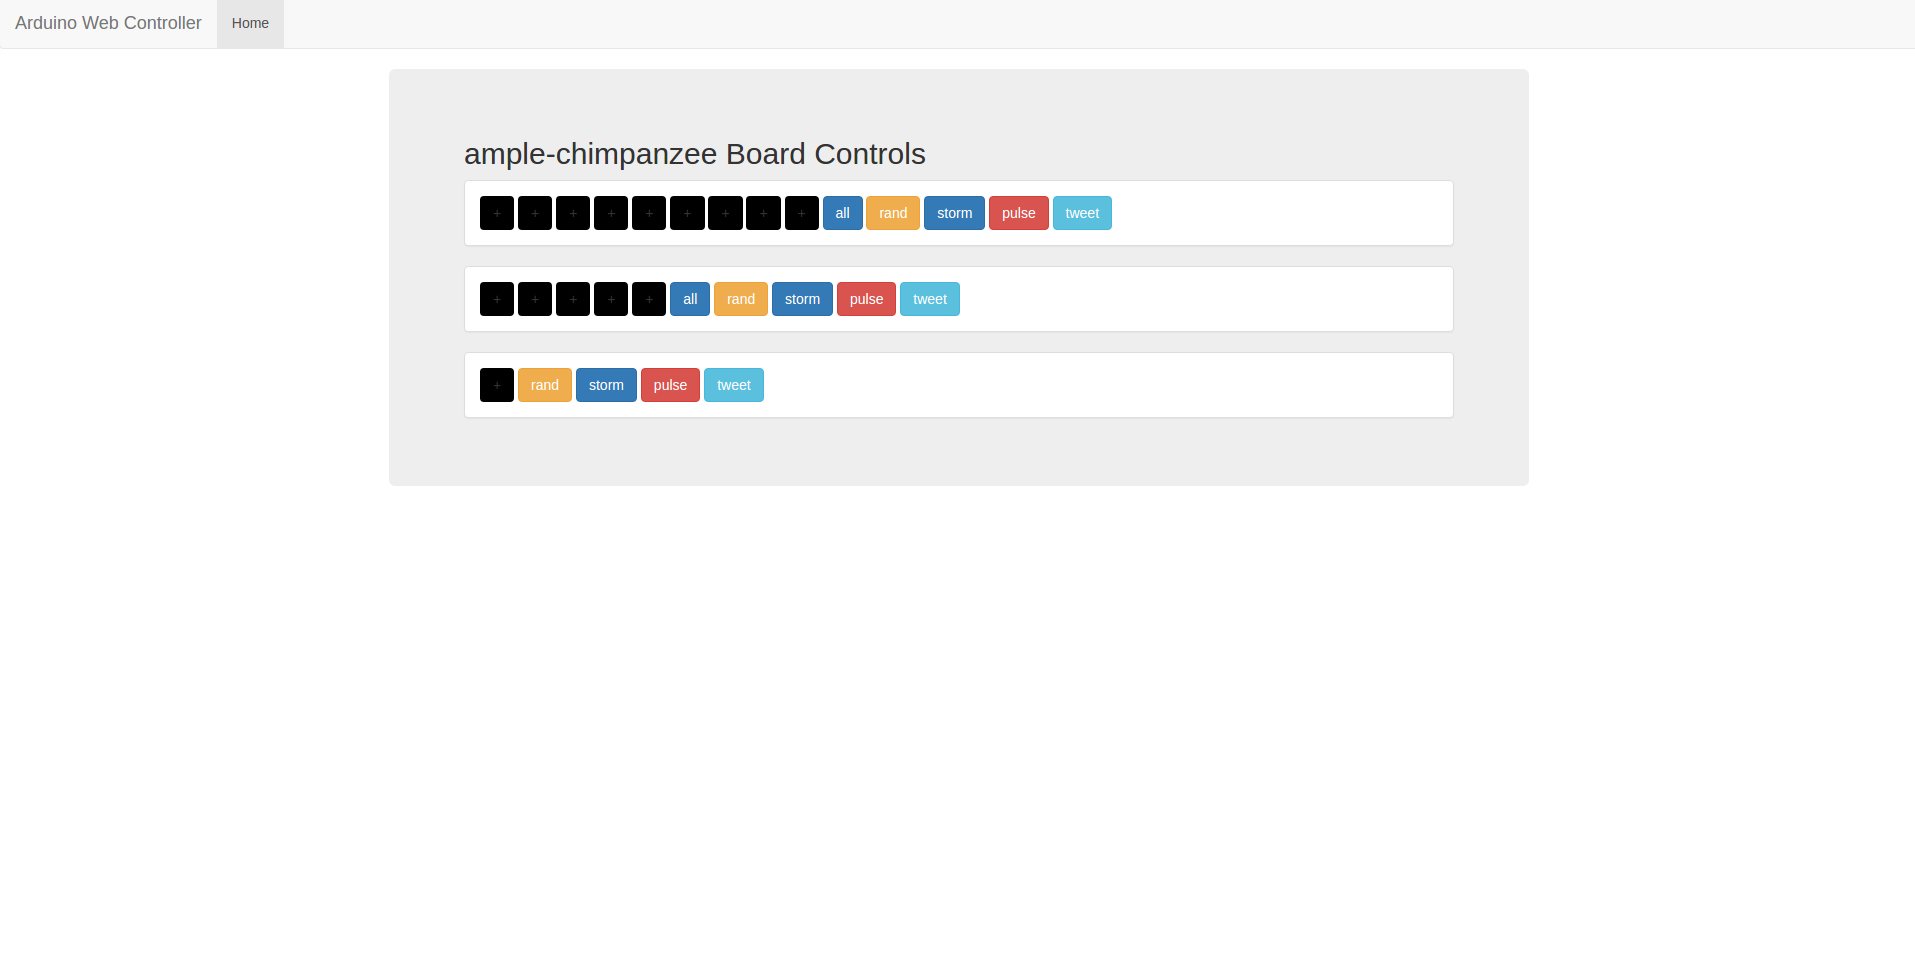 Arduino Web Controller Home
ample-chimpanzee Board Controls
+ + + + + + + + + all rand storm pulse tweet
+ + + + + all rand storm pulse tweet
+ rand storm pulse tweet